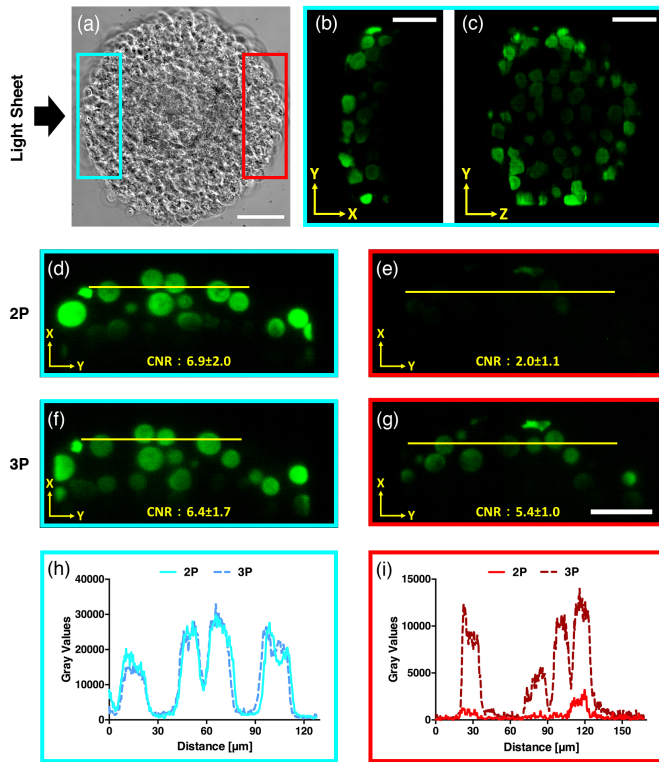 (a)
Light Sheet
(b)
Y
X
(c)
Y
Z
2P
(d)
X
Y
CNR : 6.9±2.0
(e)
X
Y
CNR : 2.0±1.1
3P
(f)
X
Y
CNR : 6.4±1.7
(g)
X
Y
CNR : 5.4±1.0
(h)
2P 3P
Gray Values
40000
30000
20000
10000
0
0 30 60 90 120
Distance [µm]
(i)
2P 3P
Gray Values
15000
10000
5000
0
0 30 60 90 120 150
Distance [µm]